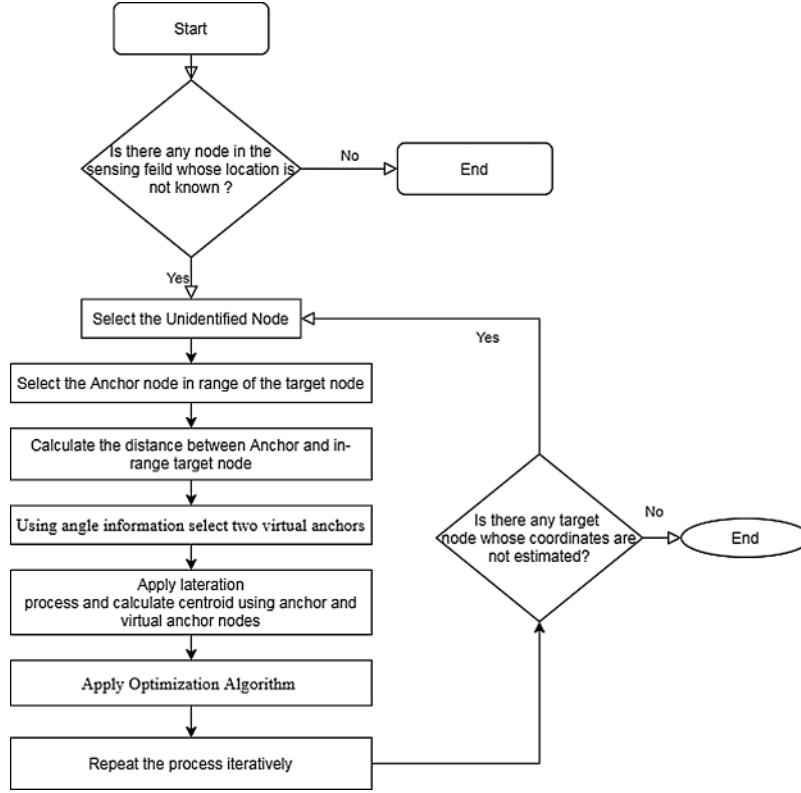 Start
Is there any node in the
sensing feild whose location is
not known ?
No
End
Yes
Select the Unidentified Node
Yes
Select the Anchor node in range of the target node
Calculate the distance between Anchor and in-
range target node
Using angle information select two virtual anchors
Is there any target
node whose coordinates are
not estimated?
No
End
Apply lateration
process and calculate centroid using anchor and
virtual anchor nodes
Apply Optimization Algorithm
Repeat the process iteratively